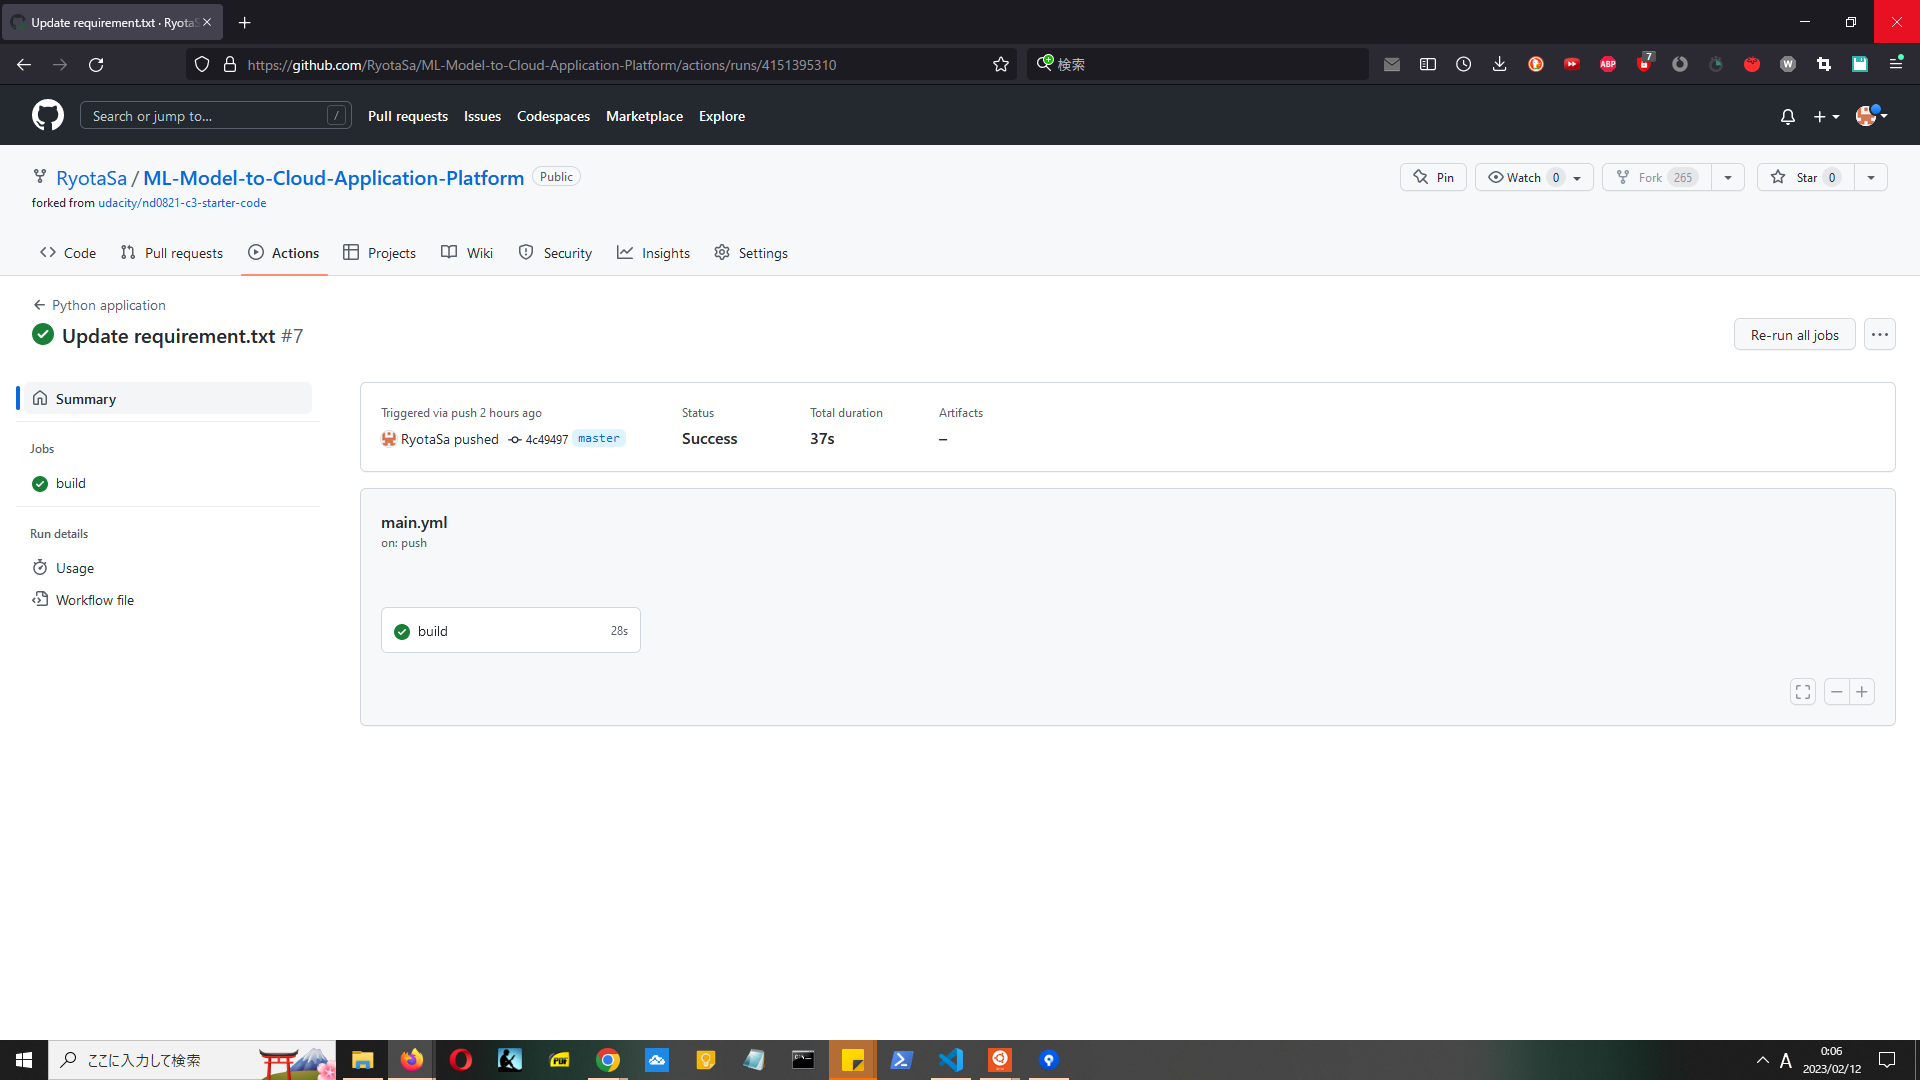 Update requirement.txt · RyotaS
https://github.com/RyotaSa/ML-Model-to-Cloud-Application-Platform/actions/runs/4151395310
検索
ABP
7
W
Search or jump to...
/
Pull requests
Issues
Codespaces
Marketplace
Explore
RyotaSa / ML-Model-to-Cloud-Application-Platform
Public
Pin
Watch 0
Fork 265
Star 0
forked from udacity/nd0821-c3-starter-code
Code
Pull requests
Actions
Projects
Wiki
Security
Insights
Settings
Python application
Update requirement.txt #7
Re-run all jobs
Summary
Jobs
build
Run details
Usage
Workflow file
Triggered via push 2 hours ago
RyotaSa pushed 4c49497 master
Status
Success
Total duration
37s
Artifacts
–
main.yml
on: push
build
28s
ここに入力して検索
PDF
A
0:06
2023/02/12